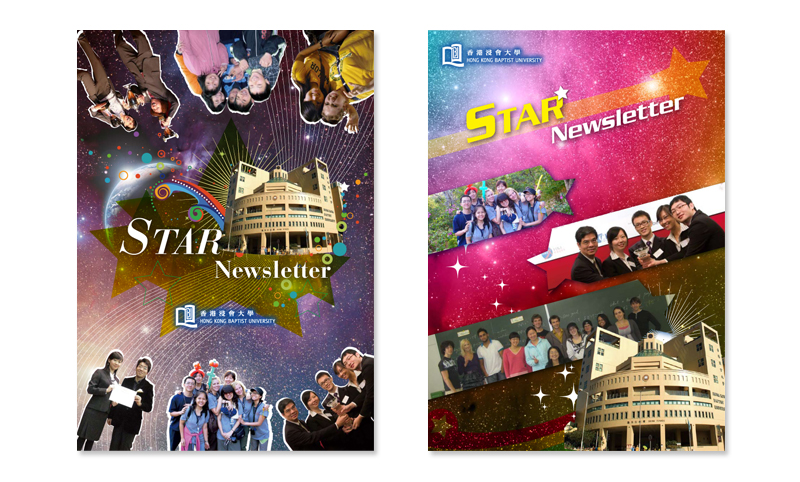 STAR
Newsletter
香港浸會大學
HONG KONG BAPTIST UNIVERSITY
香港浸會大學
HONG KONG BAPTIST UNIVERSITY
STAR
Newsletter